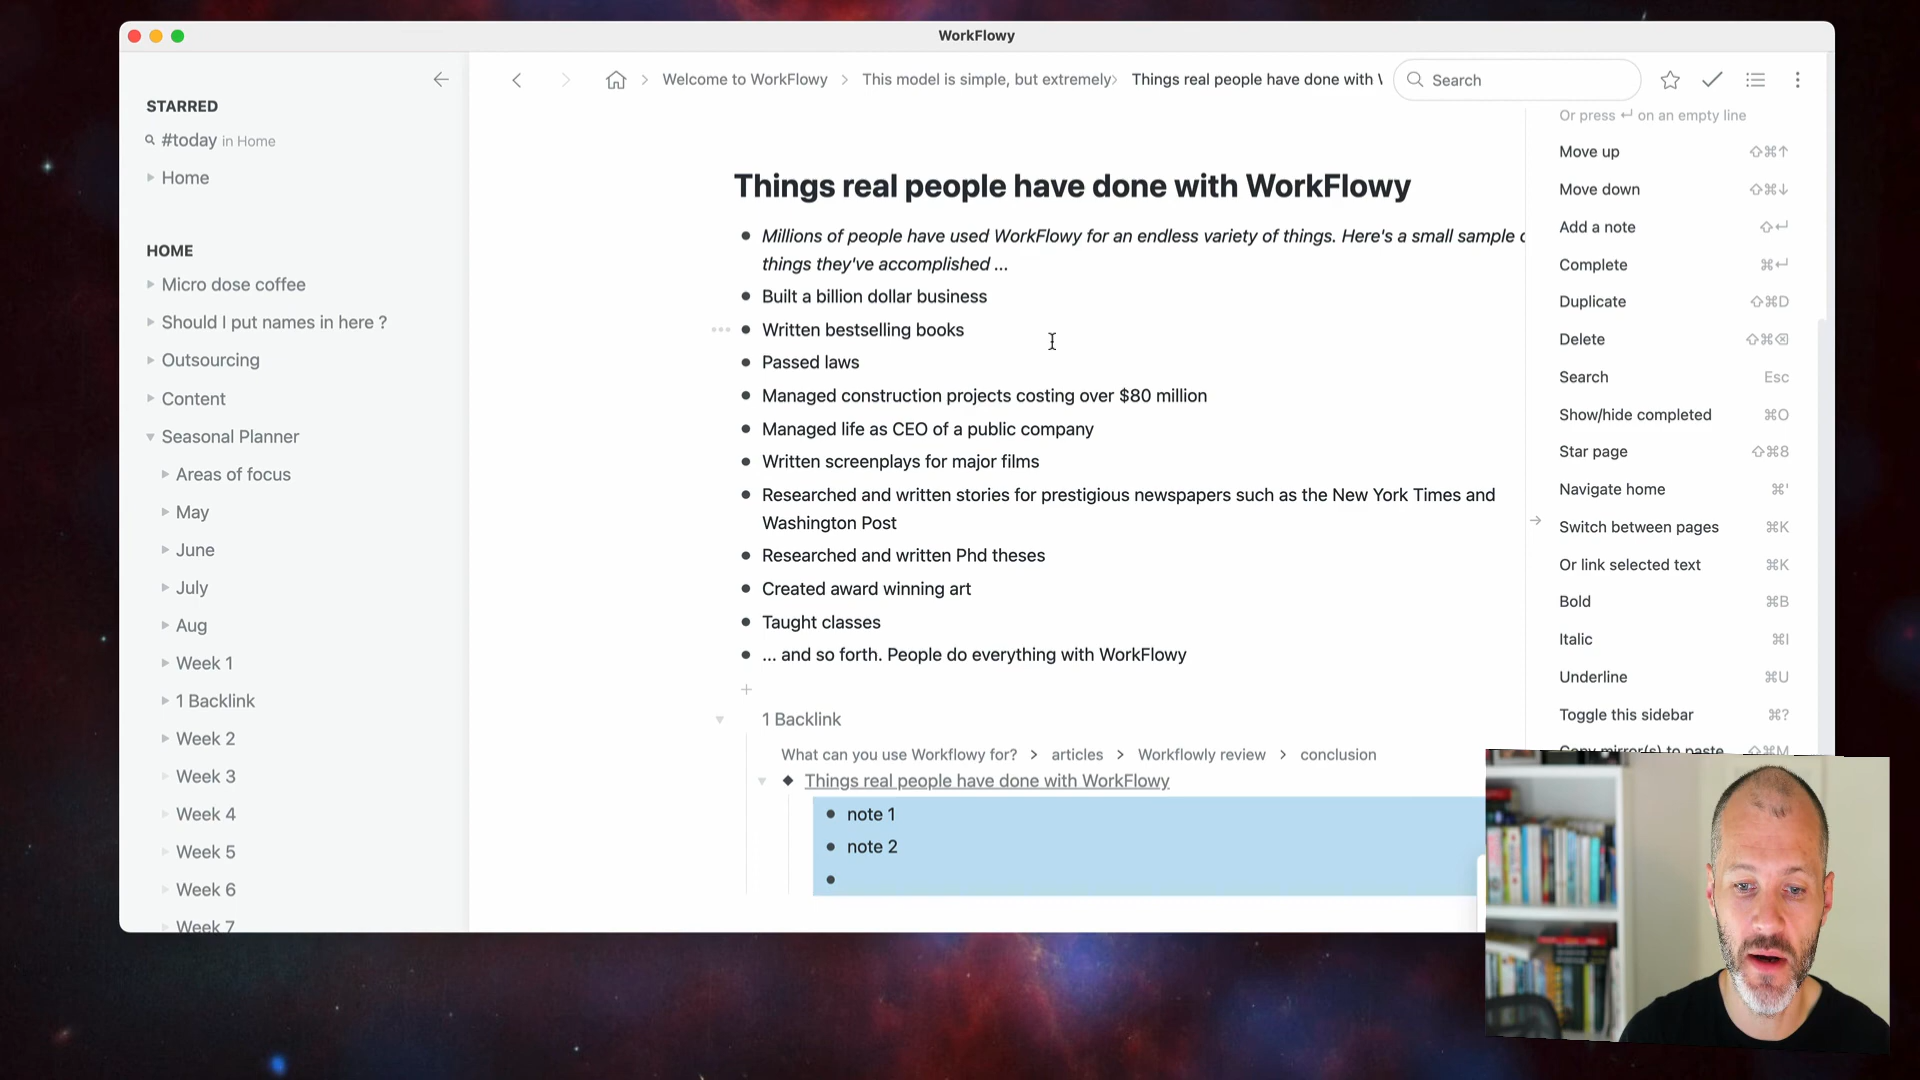 WorkFlowy
STARRED
#today in Home
Home
HOME
Micro dose coffee
Should I put names in here ?
Outsourcing
Content
Seasonal Planner
Areas of focus
May
June
July
Aug
Week 1
1 Backlink
Week 2
Week 3
Week 4
Week 5
Week 6
Week 7
Welcome to WorkFlowy > This model is simple, but extremely > Things real people have done with
Search
Things real people have done with WorkFlowy
Millions of people have used WorkFlowy for an endless variety of things. Here's a small sample
things they've accomplished ...
Built a billion dollar business
Written bestselling books
Passed laws
Managed construction projects costing over $80 million
Managed life as CEO of a public company
Written screenplays for major films
Researched and written stories for prestigious newspapers such as the New York Times and
Washington Post
Researched and written Phd theses
Created award winning art
Taught classes
... and so forth. People do everything with WorkFlowy
1 Backlink
What can you use Workflowy for? > articles > Workflowly review > conclusion
Things real people have done with WorkFlowy
note 1
note 2
Or press ↵ on an empty line
Move up ⇧⌘↑
Move down ⇧⌘↓
Add a note ⇧↵
Complete ⌘↵
Duplicate ⇧⌘D
Delete ⇧⌘⌫
Search Esc
Show/hide completed ⌘O
Star page ⇧⌘8
Navigate home ⌘'
Switch between pages ⌘K
Or link selected text ⌘K
Bold ⌘B
Italic ⌘I
Underline ⌘U
Toggle this sidebar ⌘?
Copy mirror(s) to paste ⇧⌘M